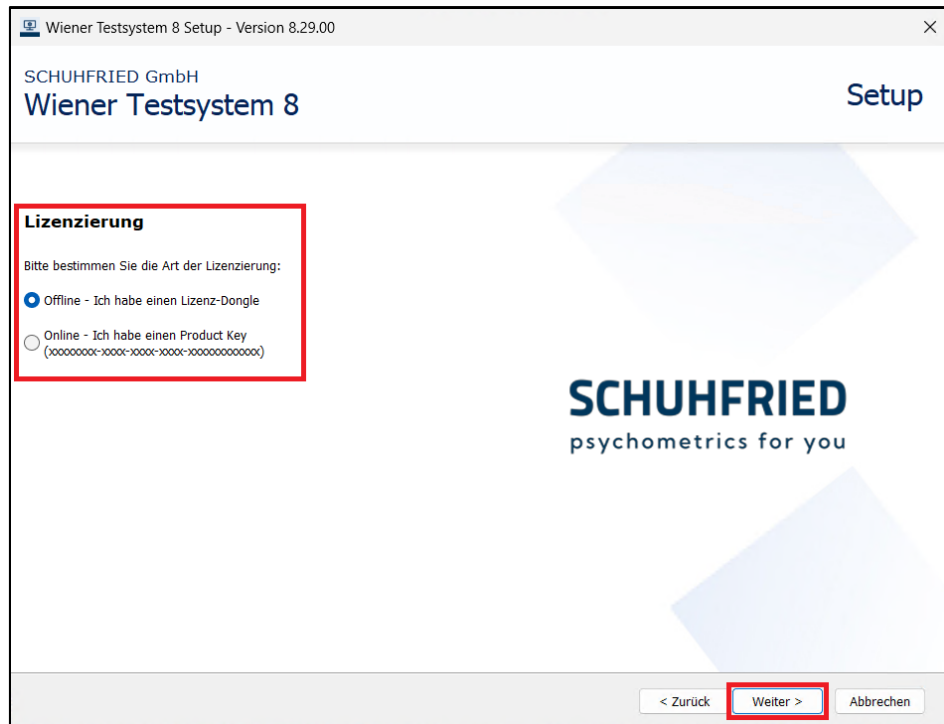 Wiener Testsystem 8 Setup - Version 8.29.00
SCHUHFRIED GmbH
Wiener Testsystem 8
Setup
Lizenzierung
Bitte bestimmen Sie die Art der Lizenzierung:
Offline - Ich habe einen Lizenz-Dongle
Online - Ich habe einen Product Key
(xxxxxxxx-xxxx-xxxx-xxxx-xxxxxxxxxxxx)
SCHUHFRIED
psychometrics for you
< Zurück
Weiter >
Abbrechen